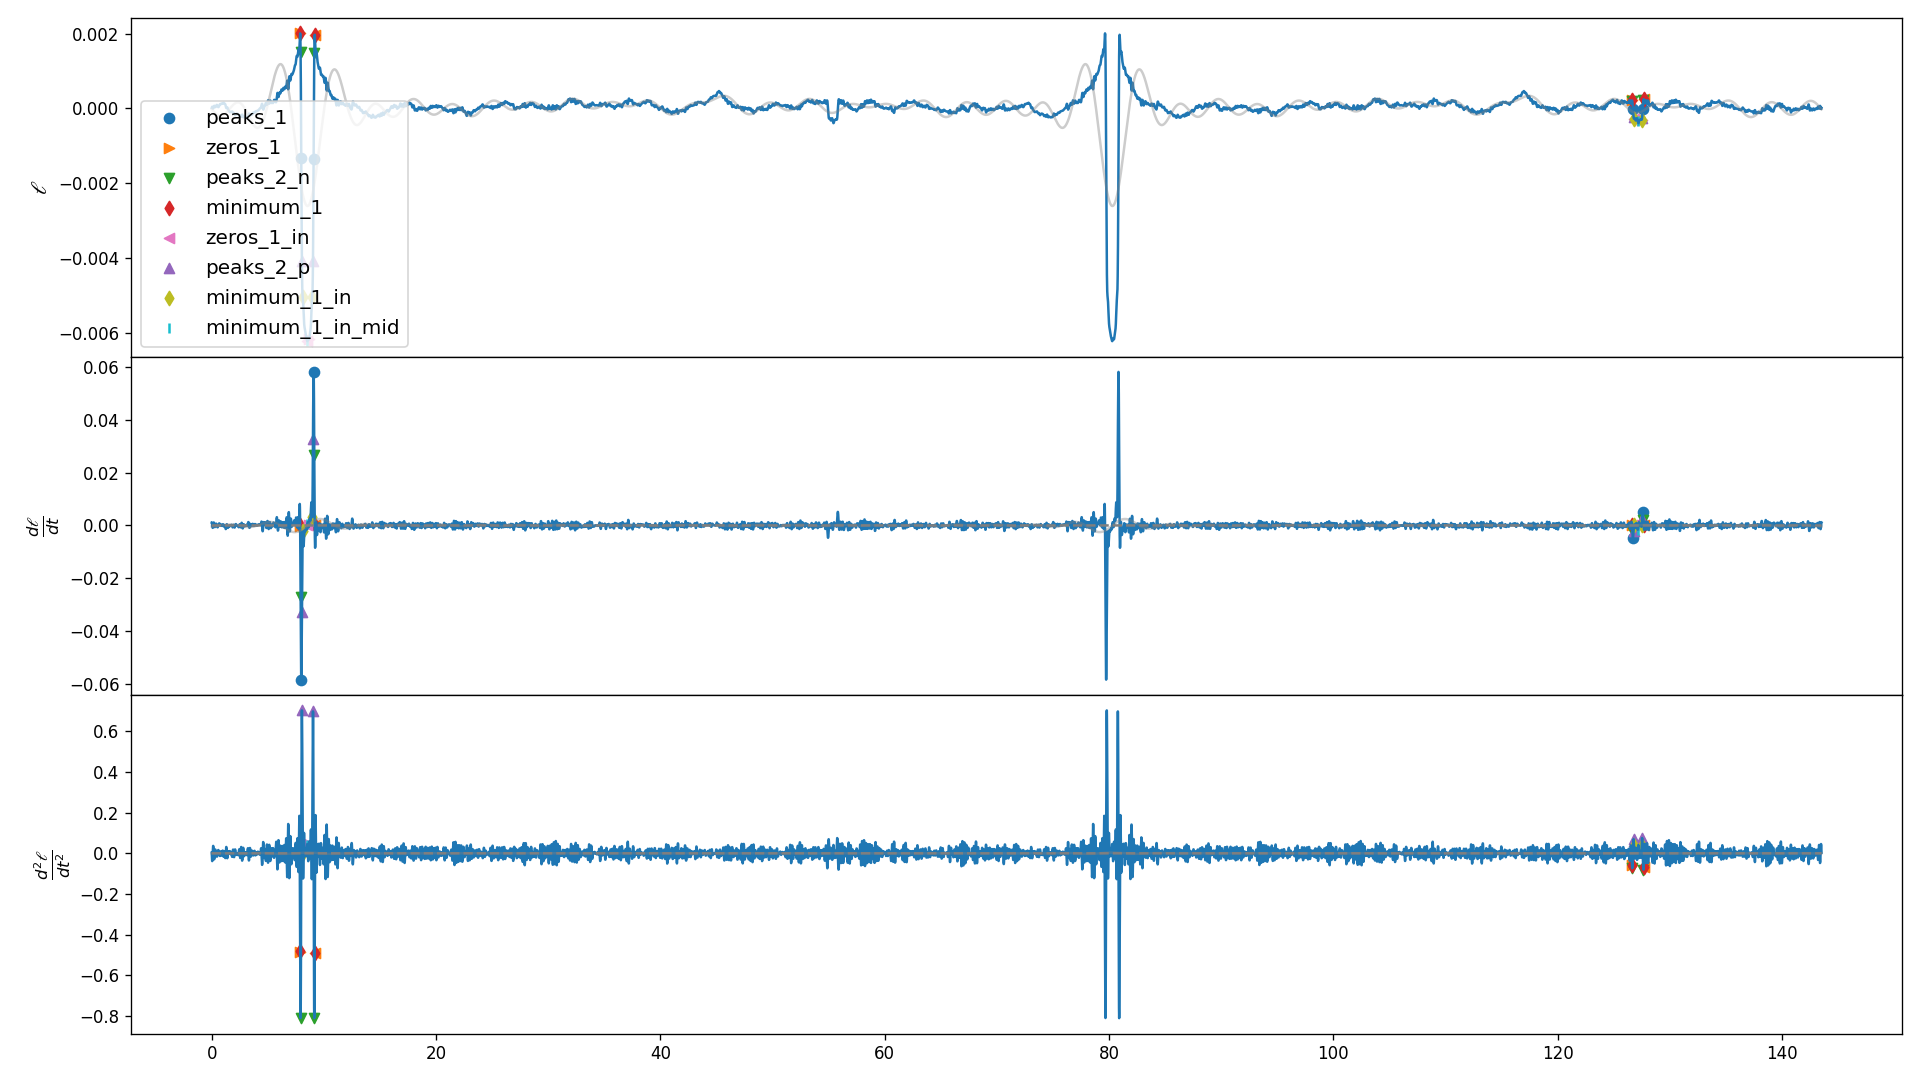 0.002
0.000
−0.002
−0.004
−0.006
ℓ
peaks_1
zeros_1
peaks_2_n
minimum_1
zeros_1_in
peaks_2_p
minimum_1_in
minimum_1_in_mid
0.06
0.04
0.02
0.00
−0.02
−0.04
−0.06
dℓ
dt
0.6
0.4
0.2
0.0
−0.2
−0.4
−0.6
−0.8
d²ℓ
dt²
0 20 40 60 80 100 120 140